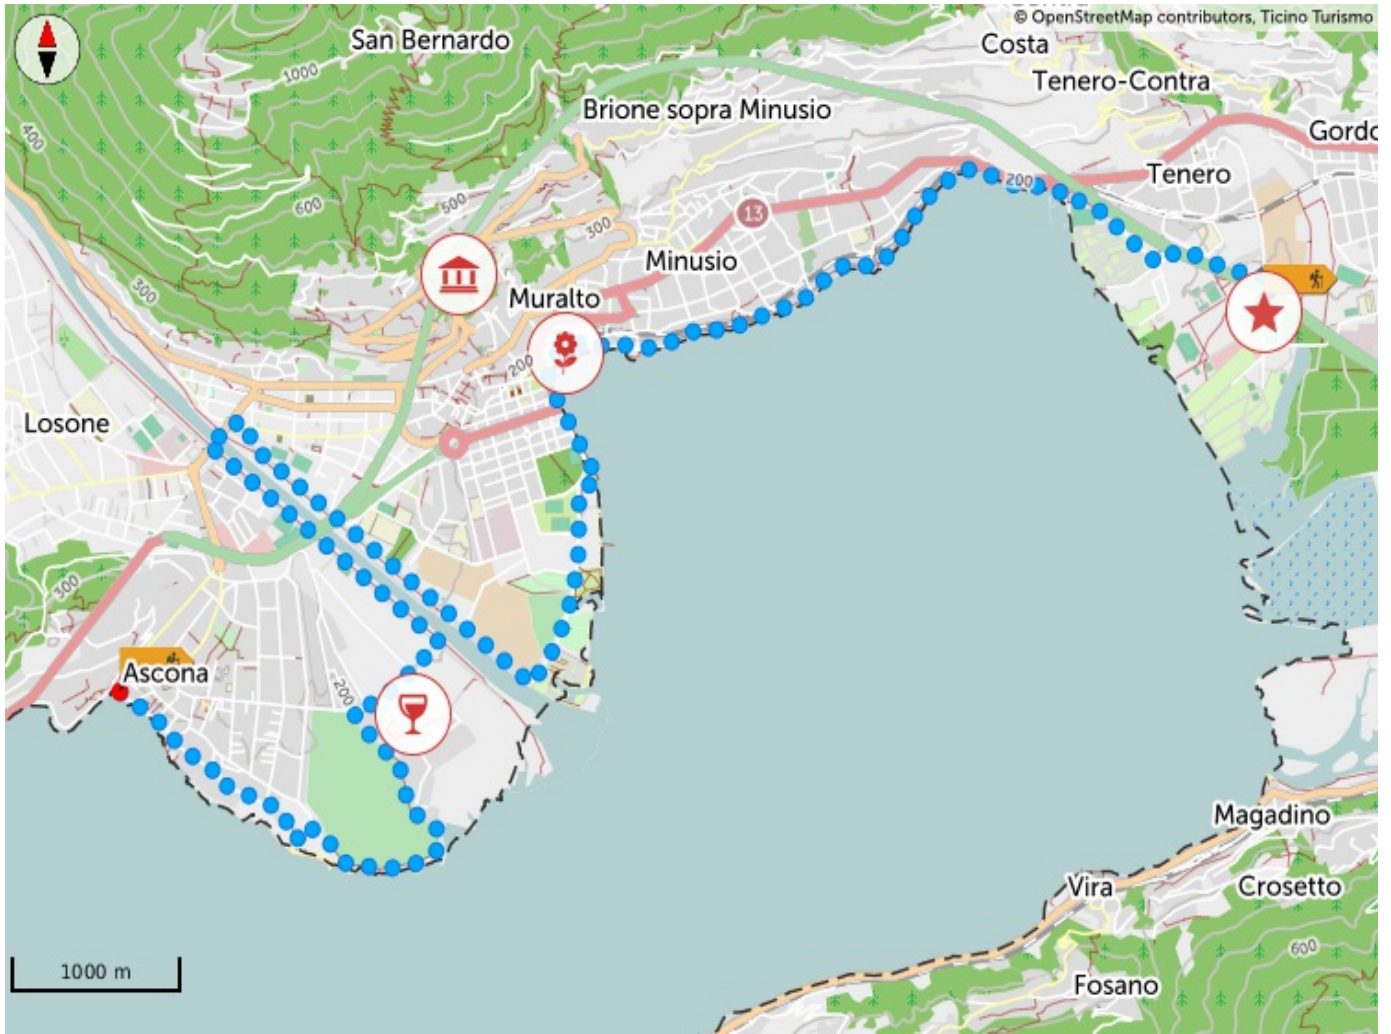 © OpenStreetMap contributors, Ticino Turismo
San Bernardo
Costa
1000
Tenero-Contra
Brione sopra Minusio
400
Gordo
Tenero
200
500
600
300
13
Minusio
300
Muralto
200
Losone
300
Ascona
200
Magadino
Vira
Crosetto
600
1000 m
Fosano